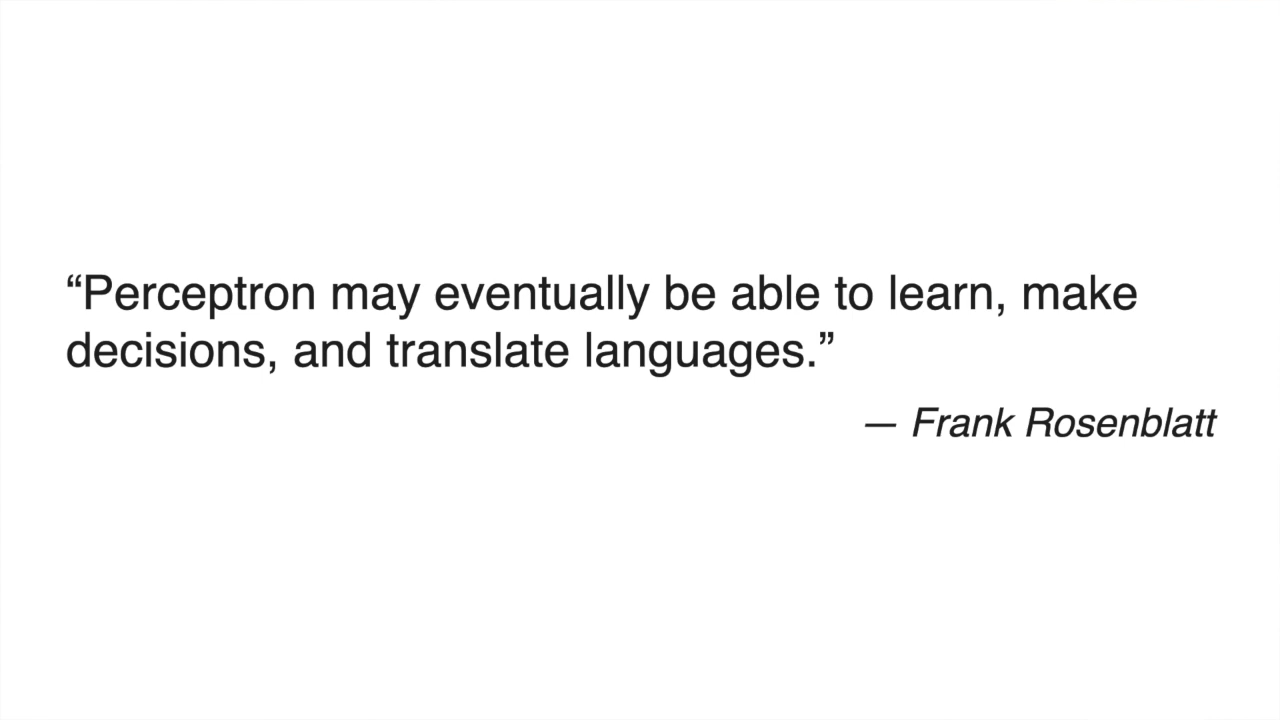 “Perceptron may eventually be able to learn, make
decisions, and translate languages.”
— Frank Rosenblatt